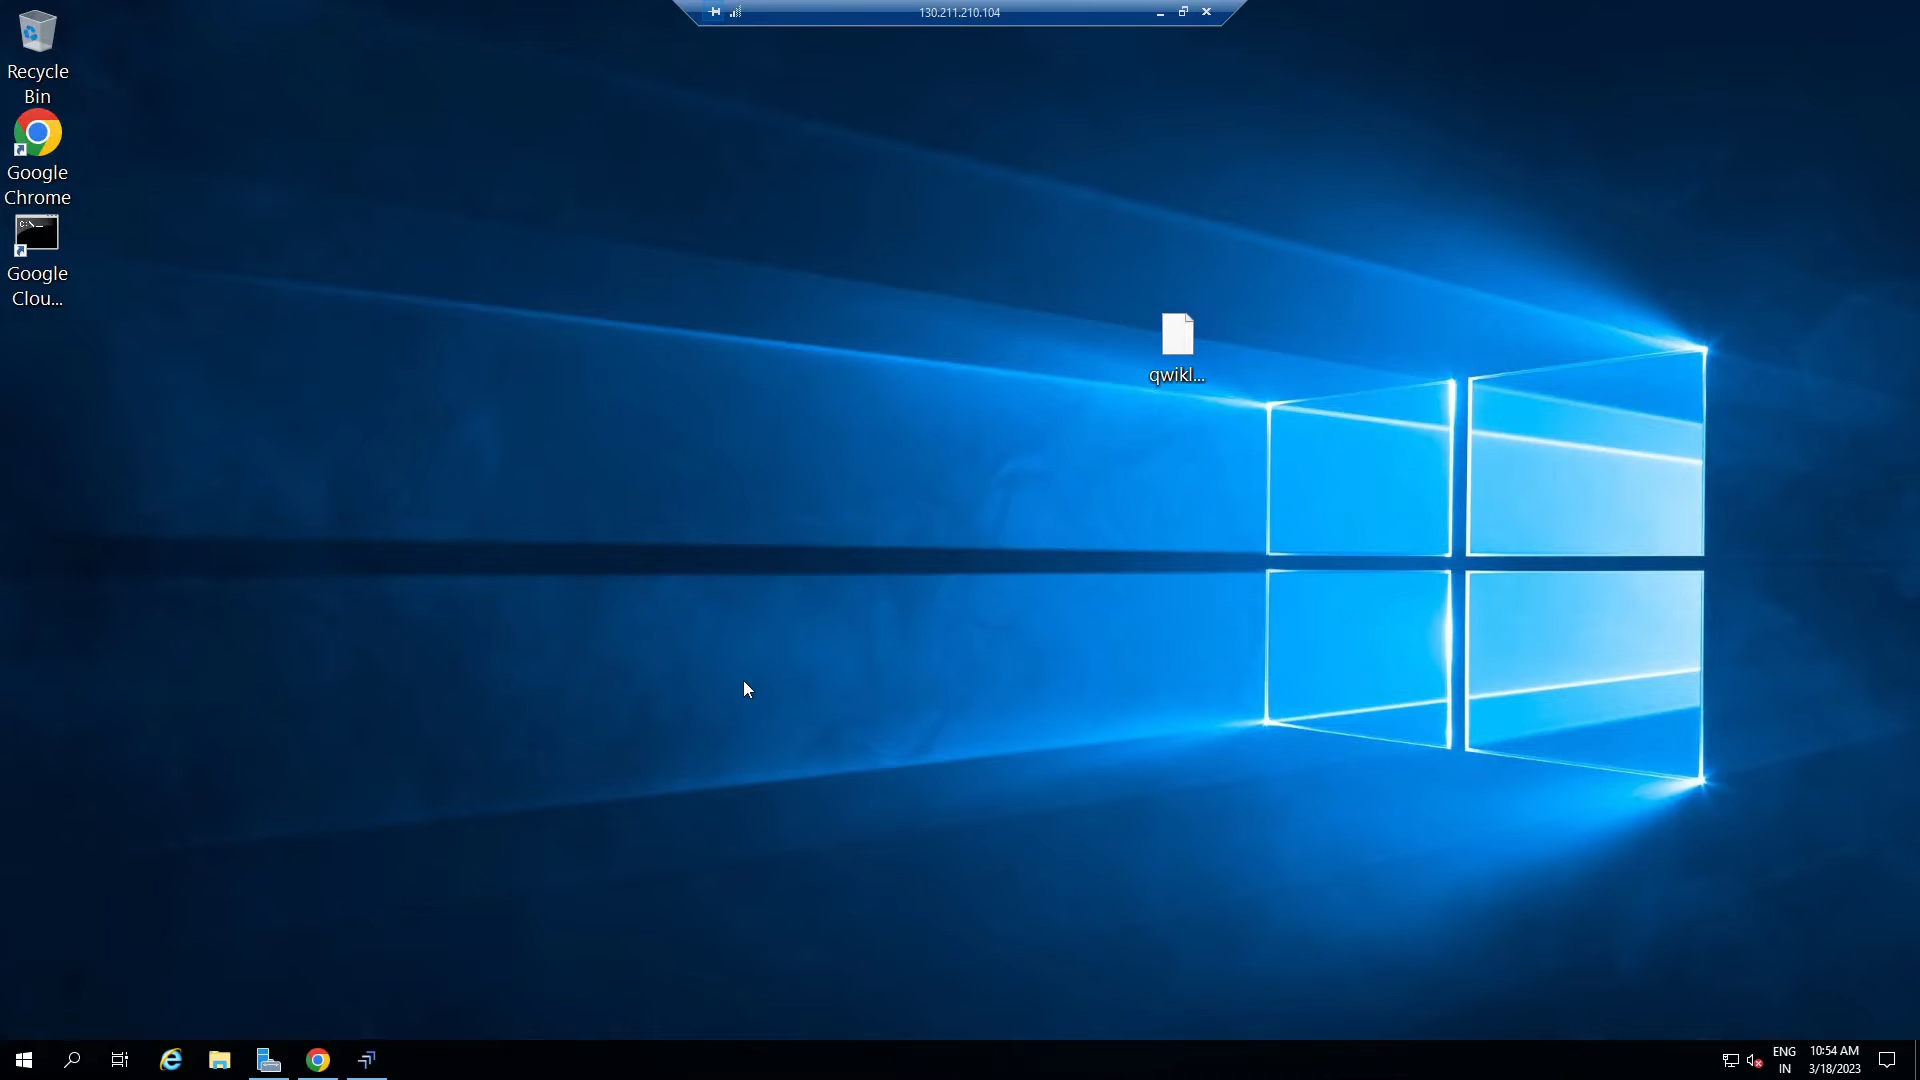 130.211.210.104
Recycle
Bin
Google
Chrome
C:\_
Google
Clou...
qwikl...
ENG
IN
10:54 AM
3/18/2023